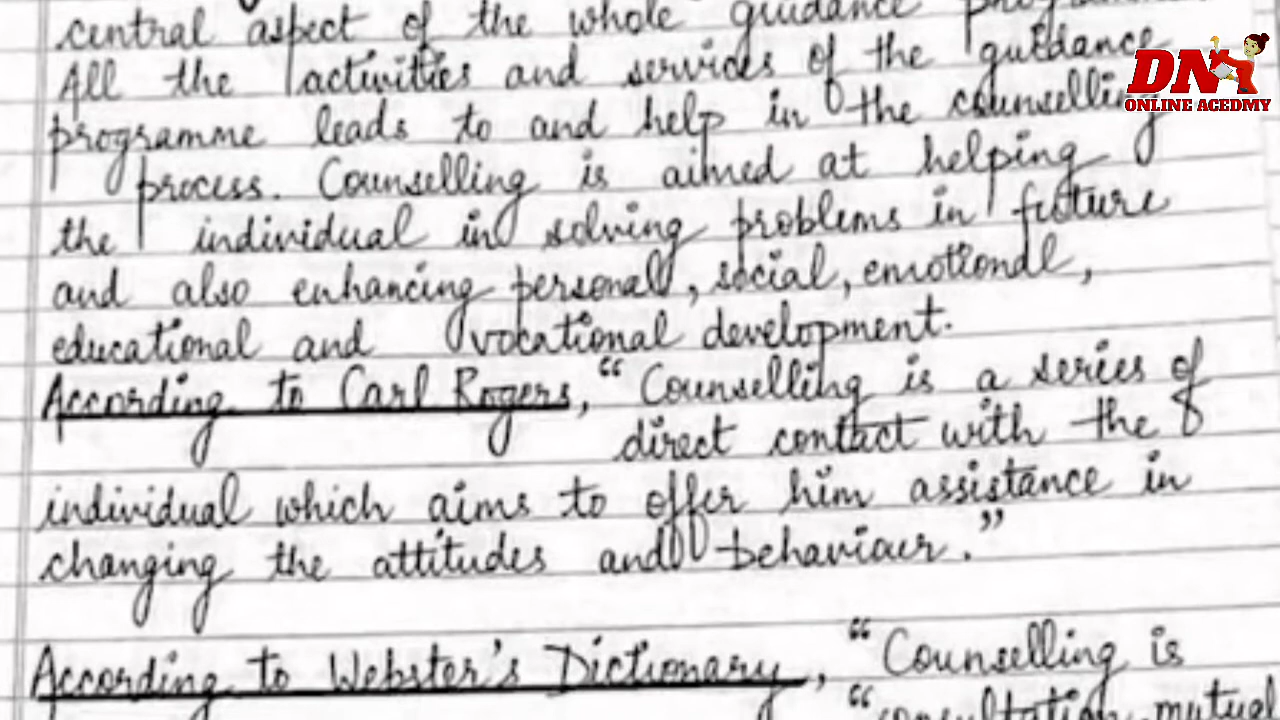 central aspect of the whole guidance
All the activities and services of the guidance
programme leads to and help in the counselling
process. Counselling is aimed at helping
the individual in solving problems in future
and also enhancing personal, social, emotional,
educational and vocational development.
According to Carl Rogers, “ Counselling is a series of
direct contact with the
individual which aims to offer him assistance in
changing the attitudes and behaviour.”
According to Webster's Dictionary, “ Counselling is
“consultation, mutual
DN
ONLINE ACEDMY